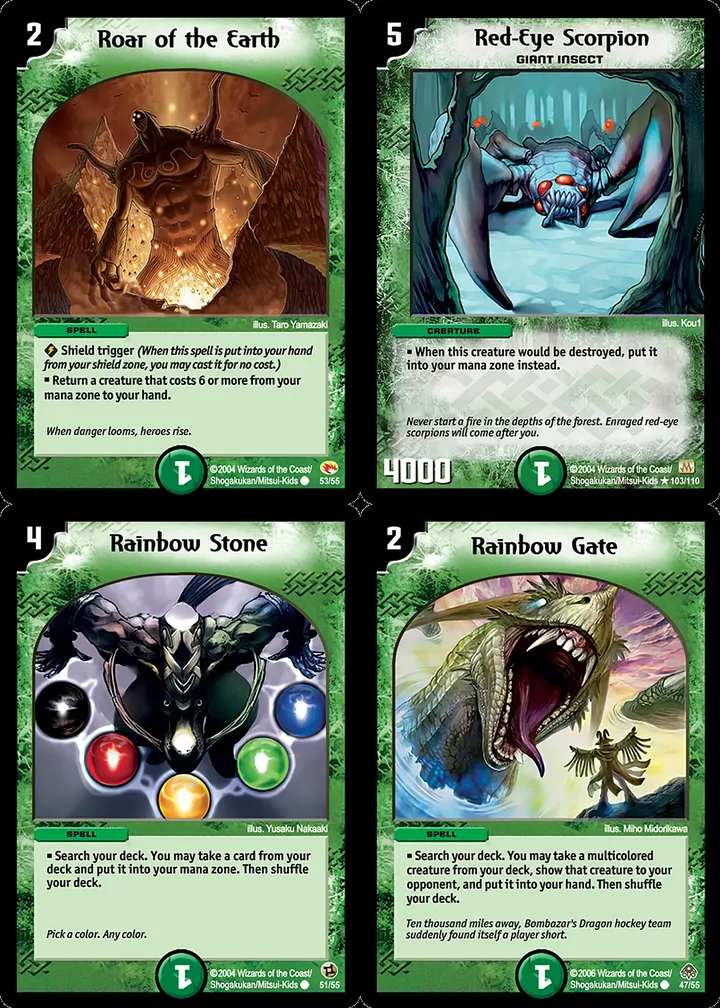 2
Roar of the Earth
illus. Taro Yamazaki
SPELL
Shield trigger (When this spell is put into your hand
from your shield zone, you may cast it for no cost.)
▪ Return a creature that costs 6 or more from your
mana zone to your hand.
When danger looms, heroes rise.
1
©2004 Wizards of the Coast/
Shogakukan/Mitsui-Kids ● 53/55
5
Red-Eye Scorpion
GIANT INSECT
illus. Kou1
CREATURE
▪ When this creature would be destroyed, put it
into your mana zone instead.
Never start a fire in the depths of the forest. Enraged red-eye
scorpions will come after you.
4000
1
©2004 Wizards of the Coast/
Shogakukan/Mitsui-Kids ★ 103/110
4
Rainbow Stone
illus. Yusaku Nakaaki
SPELL
▪ Search your deck. You may take a card from your
deck and put it into your mana zone. Then shuffle
your deck.
Pick a color. Any color.
1
©2004 Wizards of the Coast/
Shogakukan/Mitsui-Kids ● 51/55
2
Rainbow Gate
illus. Miho Midorikawa
SPELL
▪ Search your deck. You may take a multicolored
creature from your deck, show that creature to your
opponent, and put it into your hand. Then shuffle
your deck.
Ten thousand miles away, Bombazar's Dragon hockey team
suddenly found itself a player short.
1
©2006 Wizards of the Coast/
Shogakukan/Mitsui-Kids ● 47/55